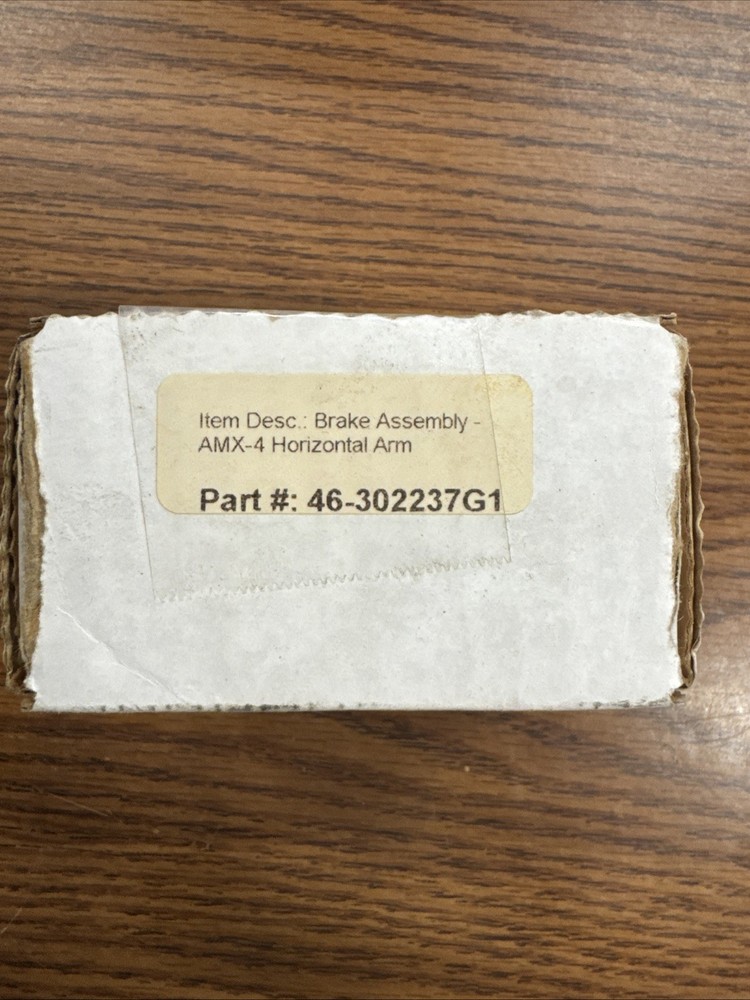 Item Desc.: Brake Assembly -
AMX-4 Horizontal Arm
Part #: 46-302237G1